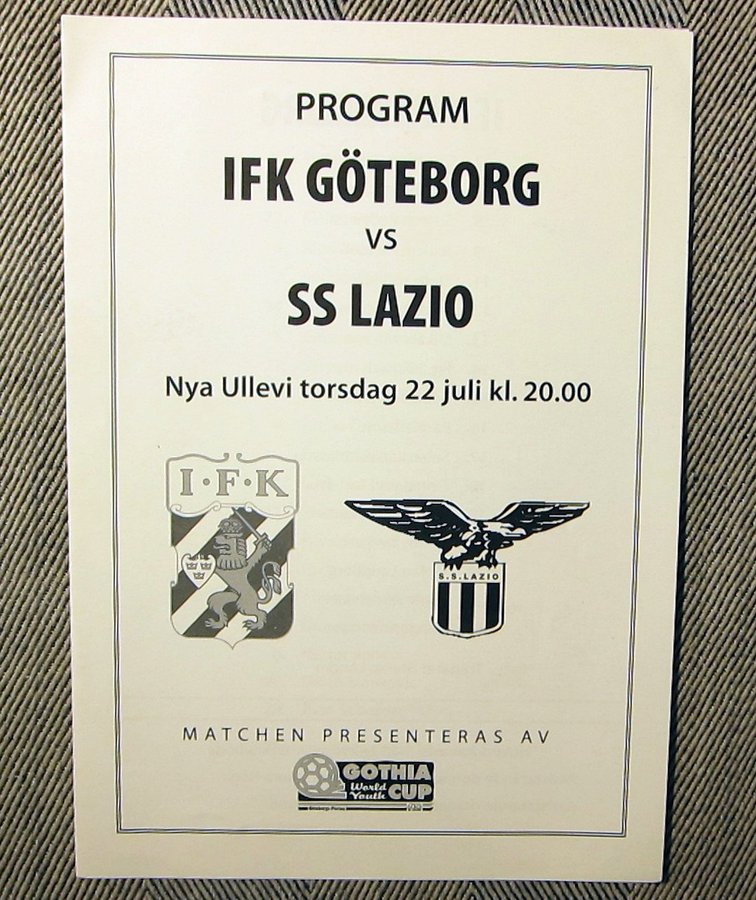 PROGRAM
IFK GÖTEBORG
VS
SS LAZIO
Nya Ullevi torsdag 22 juli kl. 20.00
I·F·K
S.S.LAZIO
MATCHEN PRESENTERAS AV
GOTHIA
World
Youth
CUP